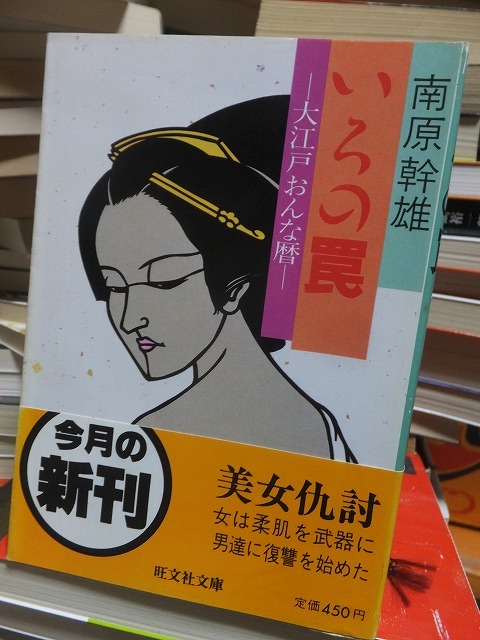 南原幹雄
いろの罠
―大江戸おんな暦―
今月の
新刊
美女仇討
女は柔肌を武器に
男達に復讐を始めた
旺文社文庫
定価450円